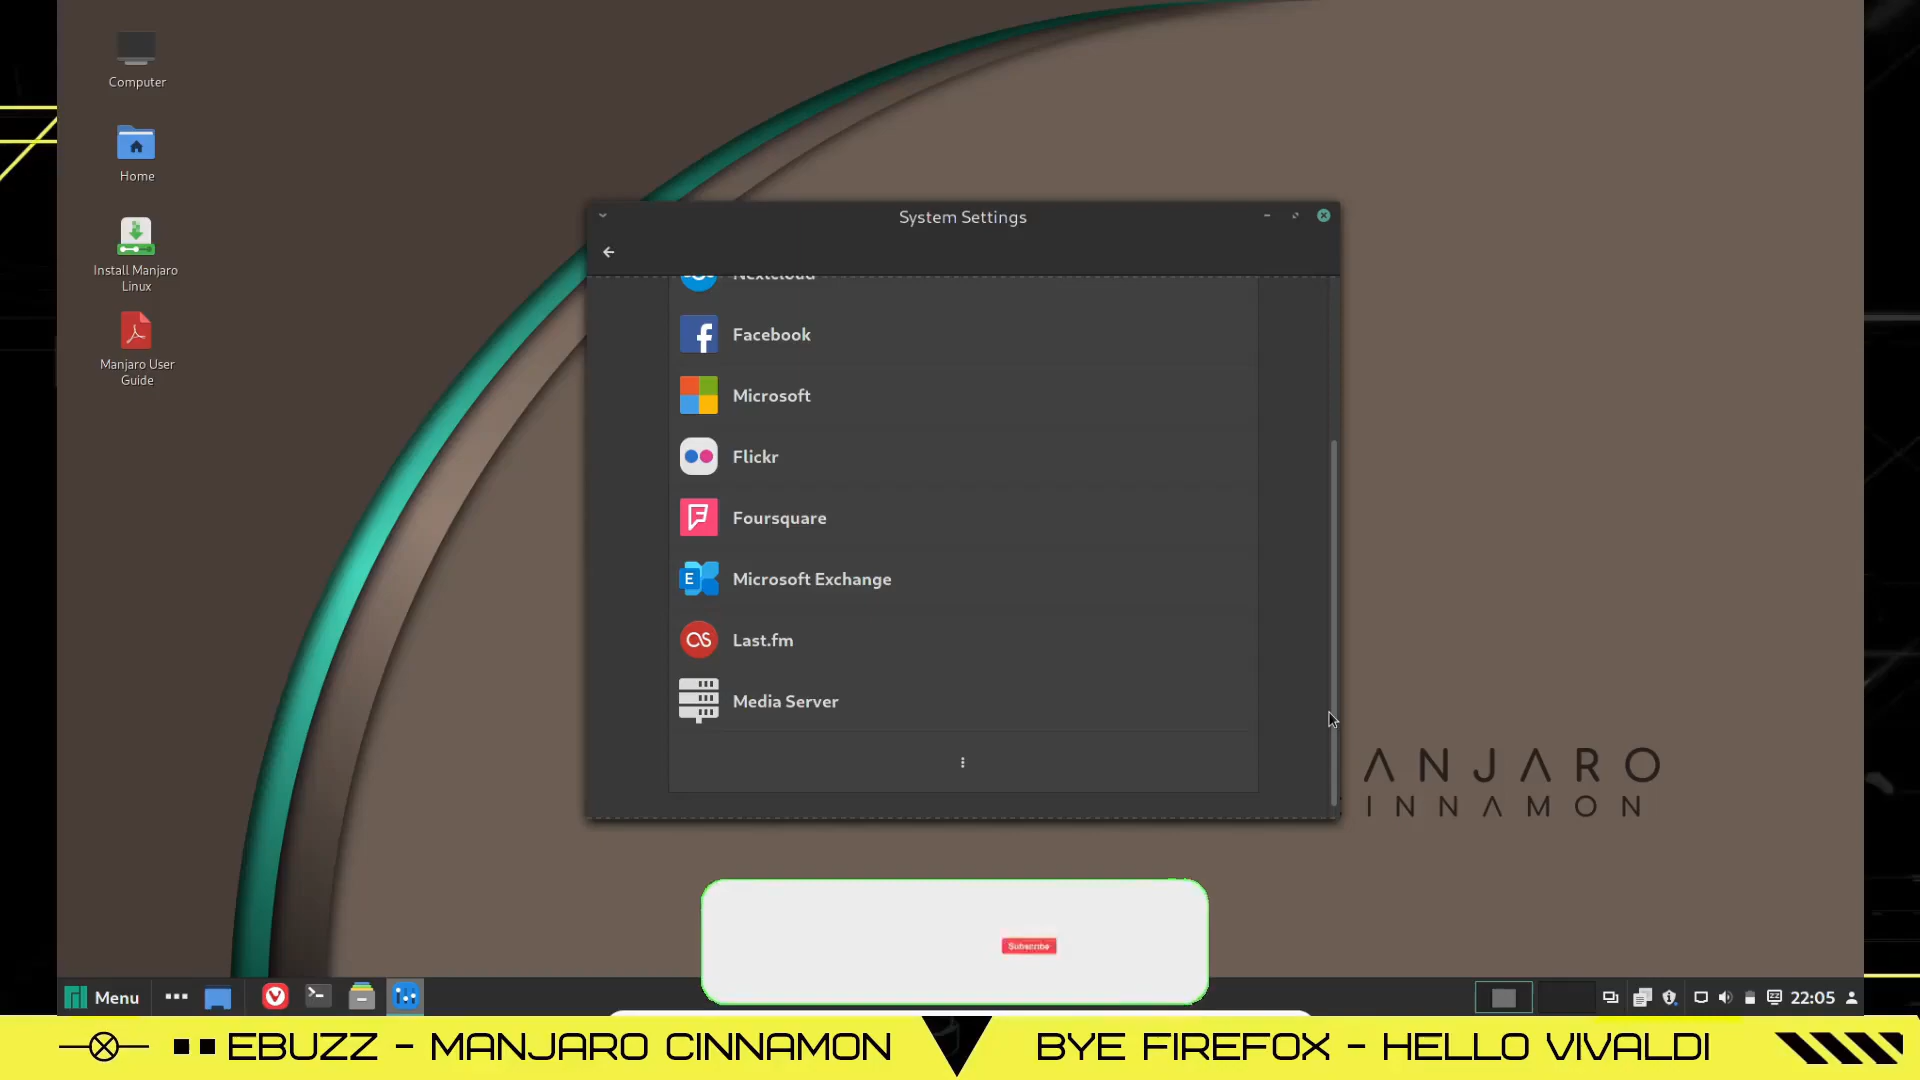 Computer
Home
Install Manjaro
Linux
Manjaro User
Guide
System Settings
Nextcloud
Facebook
Microsoft
Flickr
Foursquare
E
Microsoft Exchange
Last.fm
Media Server
ANJARO
INNAMON
Subscribe
Menu
22:05
EBUZZ - MANJARO CINNAMON
BYE FIREFOX - HELLO VIVALDI